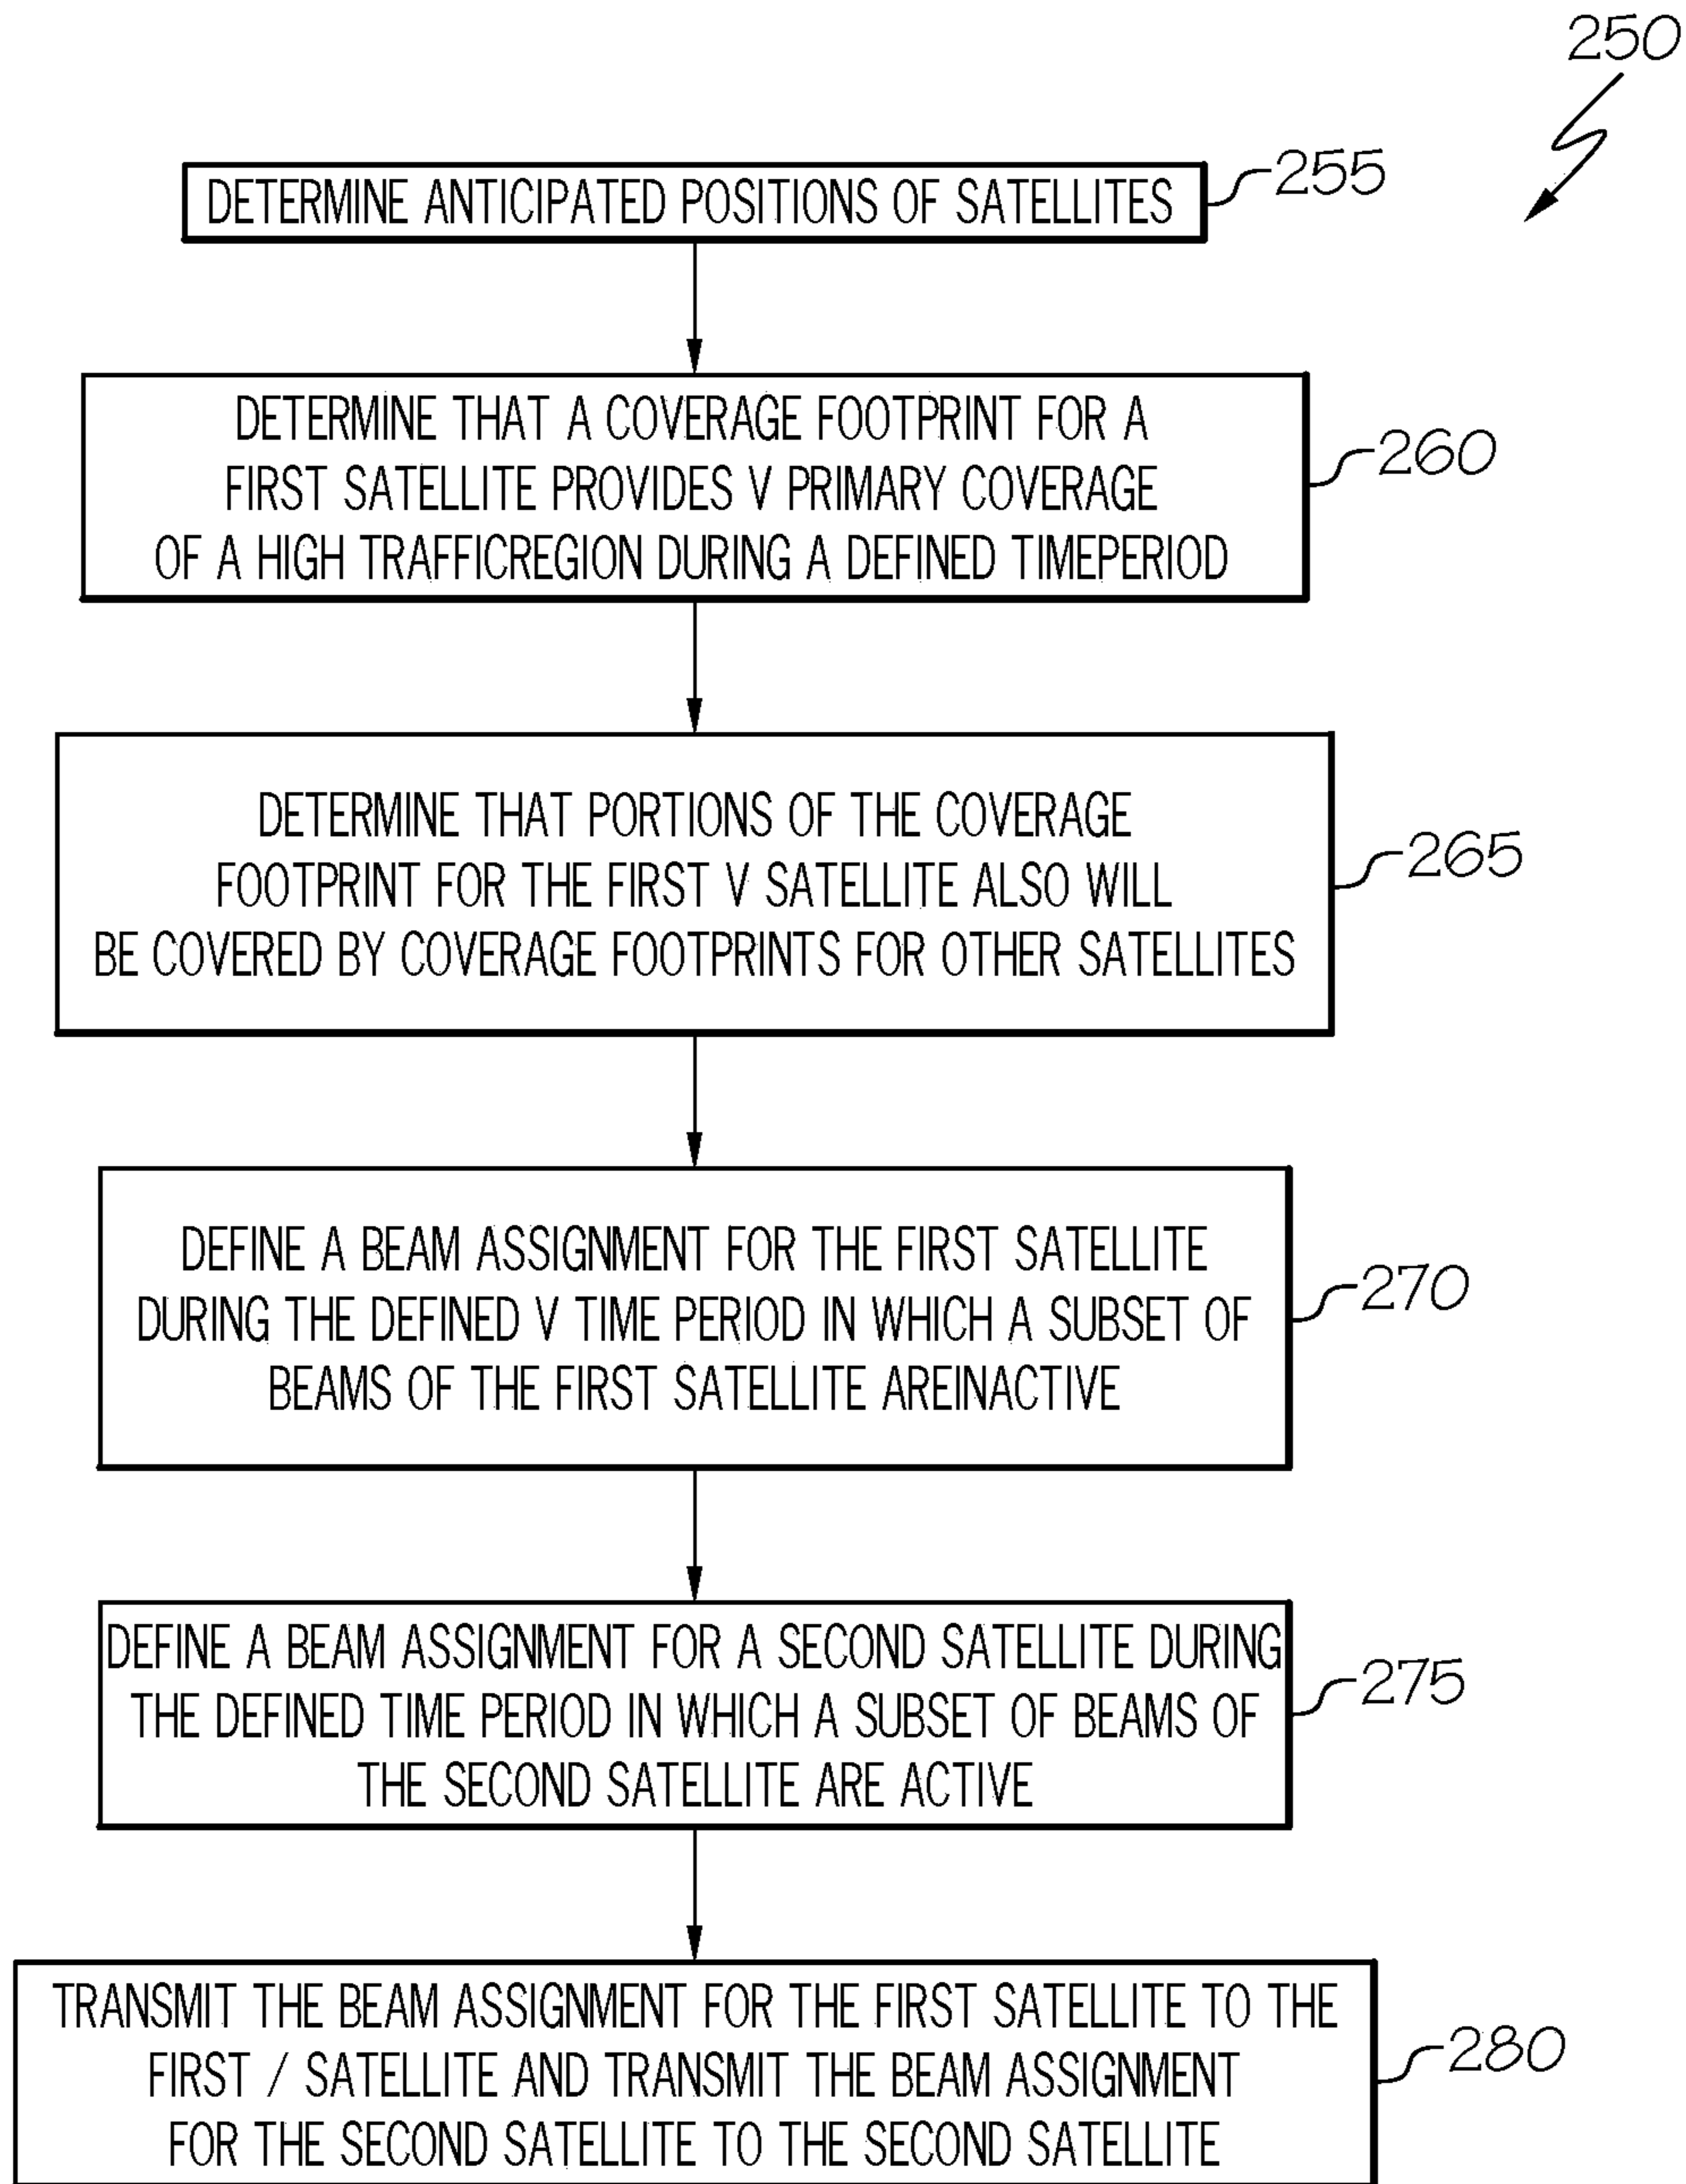 250
DETERMINE ANTICIPATED POSITIONS OF SATELLITES
255
DETERMINE THAT A COVERAGE FOOTPRINT FOR A
FIRST SATELLITE PROVIDES V PRIMARY COVERAGE
OF A HIGH TRAFFICREGION DURING A DEFINED TIMEPERIOD
260
DETERMINE THAT PORTIONS OF THE COVERAGE
FOOTPRINT FOR THE FIRST V SATELLITE ALSO WILL
BE COVERED BY COVERAGE FOOTPRINTS FOR OTHER SATELLITES
265
DEFINE A BEAM ASSIGNMENT FOR THE FIRST SATELLITE
DURING THE DEFINED V TIME PERIOD IN WHICH A SUBSET OF
BEAMS OF THE FIRST SATELLITE AREINACTIVE
270
DEFINE A BEAM ASSIGNMENT FOR A SECOND SATELLITE DURING
THE DEFINED TIME PERIOD IN WHICH A SUBSET OF BEAMS OF
THE SECOND SATELLITE ARE ACTIVE
275
TRANSMIT THE BEAM ASSIGNMENT FOR THE FIRST SATELLITE TO THE
FIRST / SATELLITE AND TRANSMIT THE BEAM ASSIGNMENT
FOR THE SECOND SATELLITE TO THE SECOND SATELLITE
280